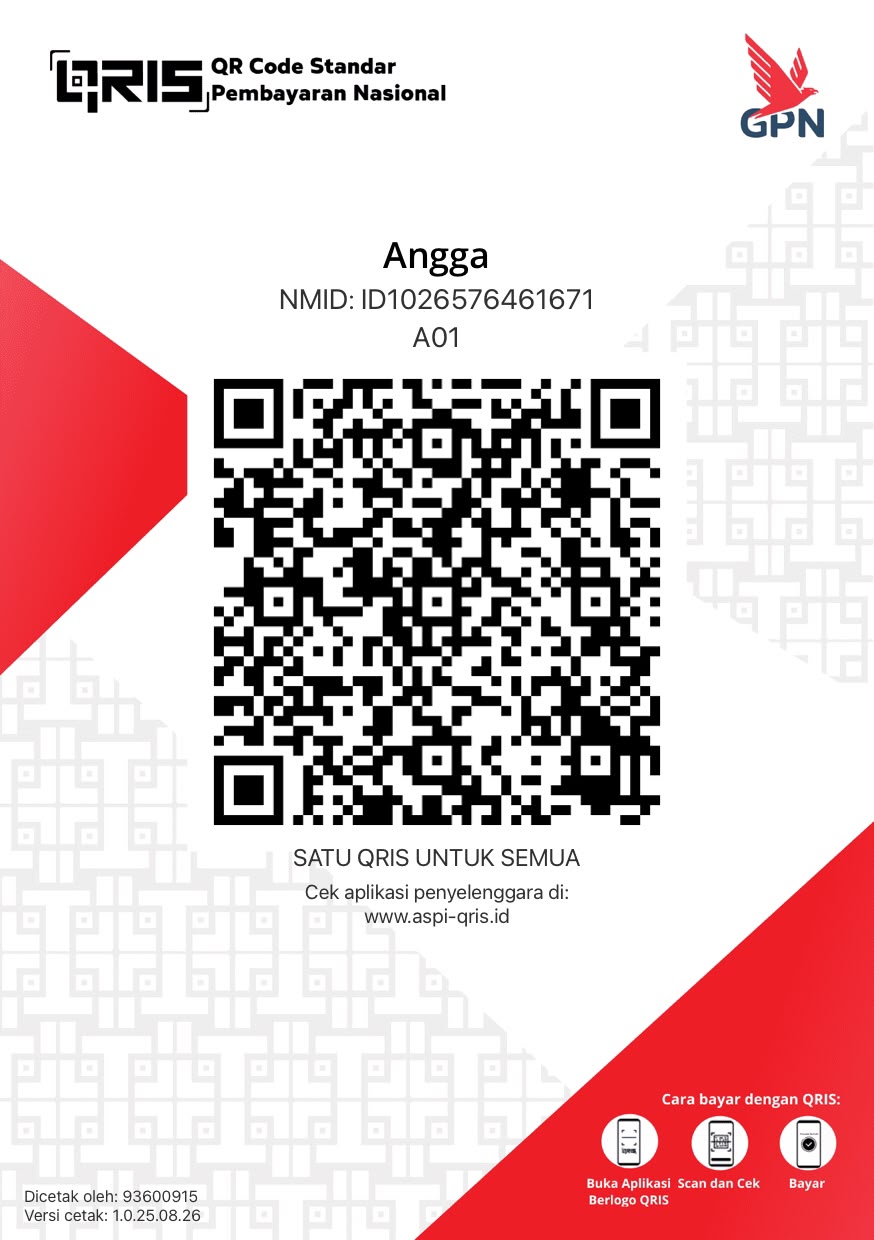 QRIS QR Code Standar
Pembayaran Nasional
GPN
Angga
NMID: ID1026576461671
A01
SATU QRIS UNTUK SEMUA
Cek aplikasi penyelenggara di:
www.aspi-qris.id
Cara bayar dengan QRIS:
Buka Aplikasi
Berlogo QRIS
Scan dan Cek
Bayar
Dicetak oleh: 93600915
Versi cetak: 1.0.25.08.26